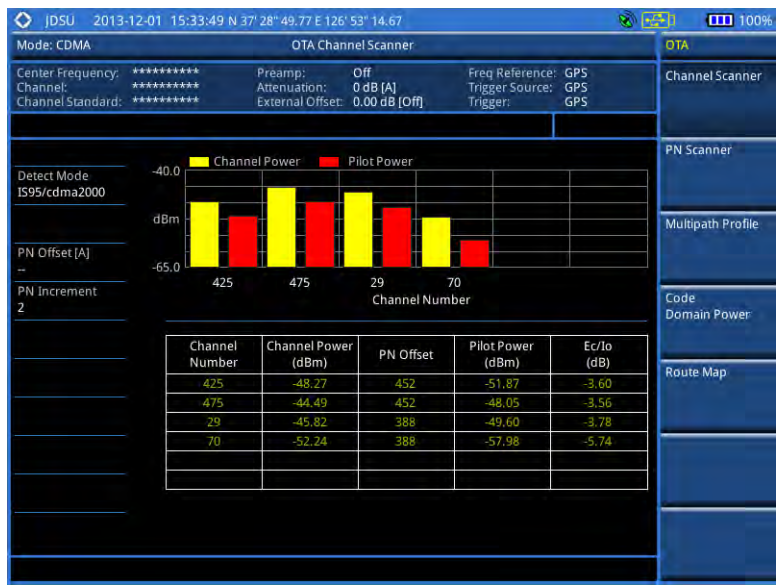 JDSU 2013-12-01 15:33:49 N 37' 28" 49.77 E 126' 53" 14.67 100%
Mode: CDMA OTA Channel Scanner OTA
Center Frequency: ********** Preamp: Off Freq Reference: GPS
Channel: ********** Attenuation: 0 dB [A] Trigger Source: GPS
Channel Standard: ********** External Offset: 0.00 dB [Off] Trigger: GPS
Channel Scanner
PN Scanner
Multipath Profile
Code
Domain Power
Route Map
Detect Mode
IS95/cdma2000
PN Offset [A]
--
PN Increment
2
Channel Power Pilot Power
-40.0
dBm
-65.0
425 475 29 70
Channel Number
Channel Number Channel Power (dBm) PN Offset Pilot Power (dBm) Ec/Io (dB)
425 -48.27 452 -51.87 -3.60
475 -44.49 452 -48.05 -3.56
29 -45.82 388 -49.60 -3.78
70 -52.24 388 -57.98 -5.74